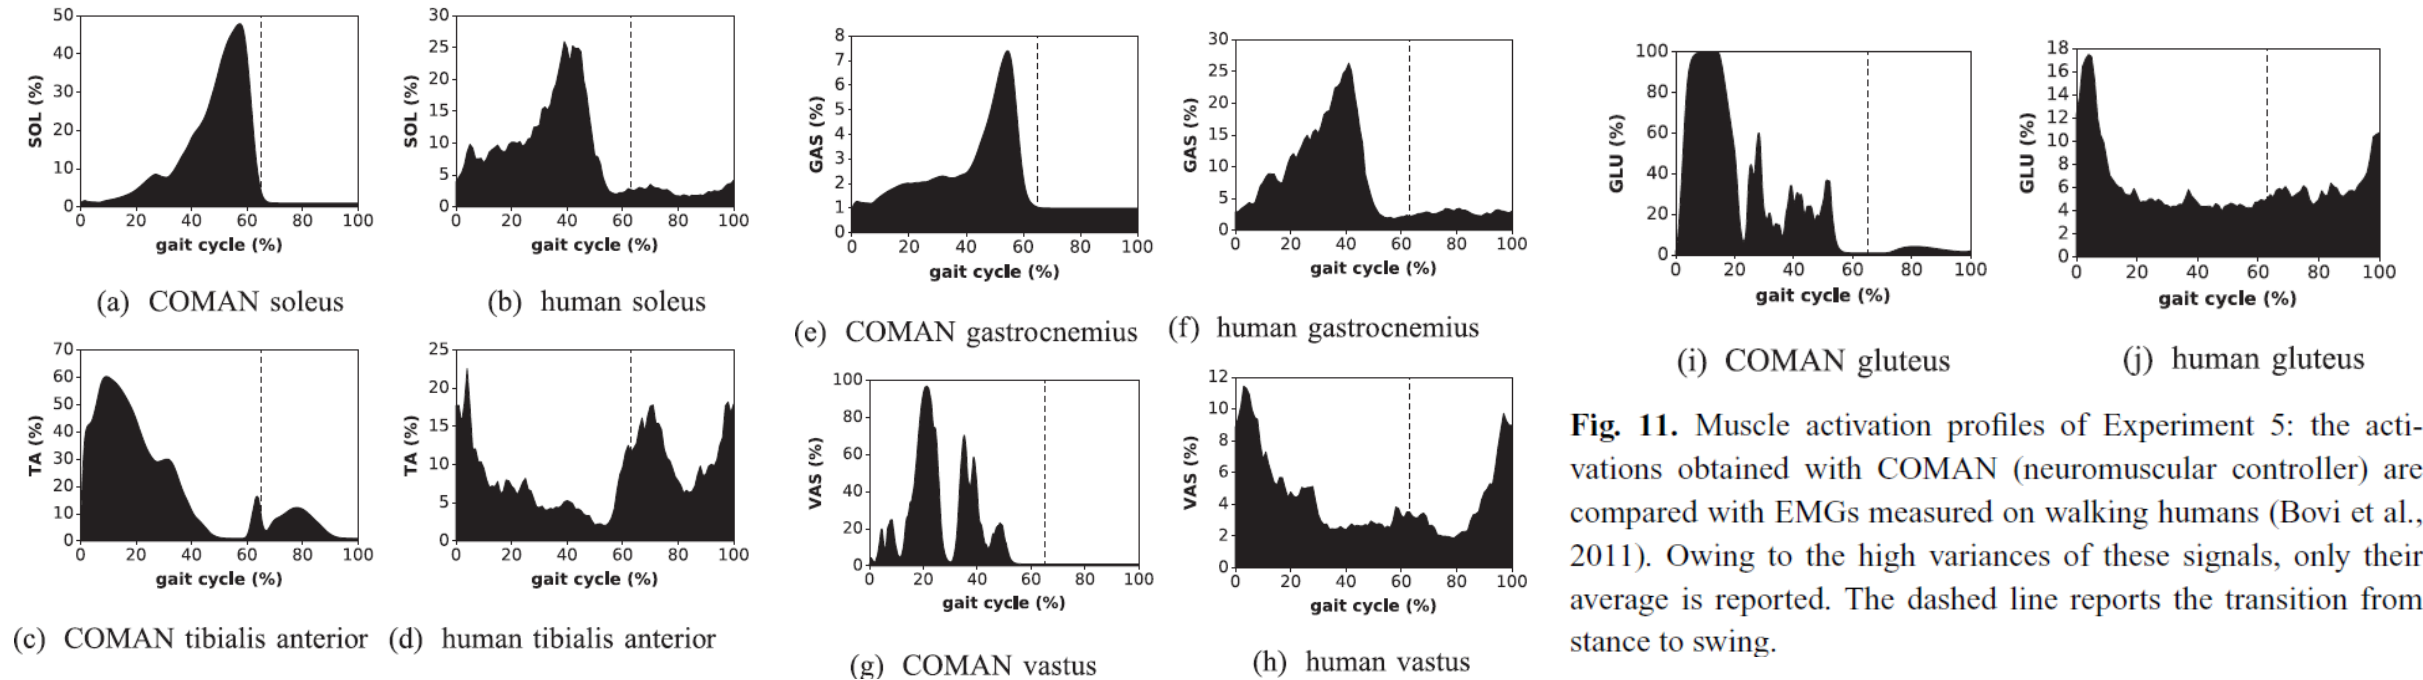 50
40
30
20
10
0
SOL (%)
0 20 40 60 80 100
gait cycle (%)
(a) COMAN soleus
30
25
20
15
10
5
0
SOL (%)
0 20 40 60 80 100
gait cycle (%)
(b) human soleus
70
60
50
40
30
20
10
0
TA (%)
0 20 40 60 80 100
gait cycle (%)
(c) COMAN tibialis anterior
25
20
15
10
5
0
TA (%)
0 20 40 60 80 100
gait cycle (%)
(d) human tibialis anterior
8
7
6
5
4
3
2
1
0
GAS (%)
0 20 40 60 80 100
gait cycle (%)
(e) COMAN gastrocnemius
30
25
20
15
10
5
0
GAS (%)
0 20 40 60 80 100
gait cycle (%)
(f) human gastrocnemius
100
80
60
40
20
0
VAS (%)
0 20 40 60 80 100
gait cycle (%)
(g) COMAN vastus
12
10
8
6
4
2
0
VAS (%)
0 20 40 60 80 100
gait cycle (%)
(h) human vastus
100
80
60
40
20
0
GLU (%)
0 20 40 60 80 100
gait cycle (%)
(i) COMAN gluteus
18
16
14
12
10
8
6
4
2
0
GLU (%)
0 20 40 60 80 100
gait cycle (%)
(j) human gluteus
Fig. 11. Muscle activation profiles of Experiment 5: the acti-
vations obtained with COMAN (neuromuscular controller) are
compared with EMGs measured on walking humans (Bovi et al.,
2011). Owing to the high variances of these signals, only their
average is reported. The dashed line reports the transition from
stance to swing.